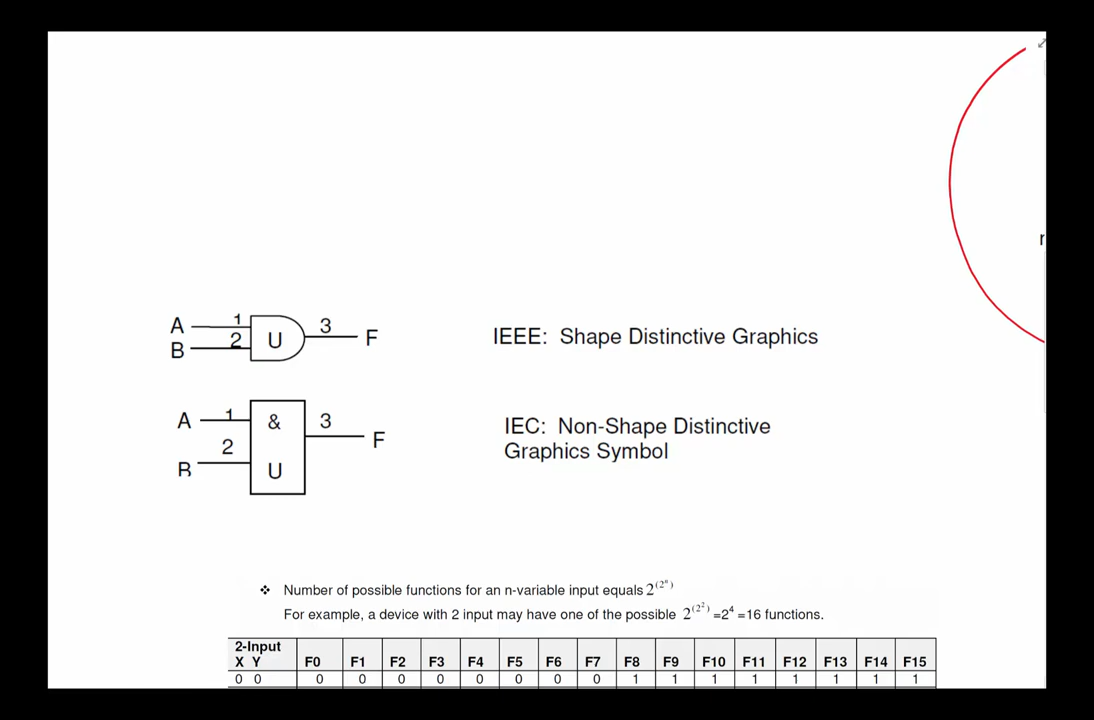 A 1 U 3 F
B 2
IEEE: Shape Distinctive Graphics
A 1 & 3 F
B 2 U
IEC: Non-Shape Distinctive
Graphics Symbol
❖ Number of possible functions for an n-variable input equals 2^(2^n)
For example, a device with 2 input may have one of the possible 2^(2^2) =2^4 =16 functions.
2-Input
X Y F0 F1 F2 F3 F4 F5 F6 F7 F8 F9 F10 F11 F12 F13 F14 F15
0 0 0 0 0 0 0 0 0 0 1 1 1 1 1 1 1 1